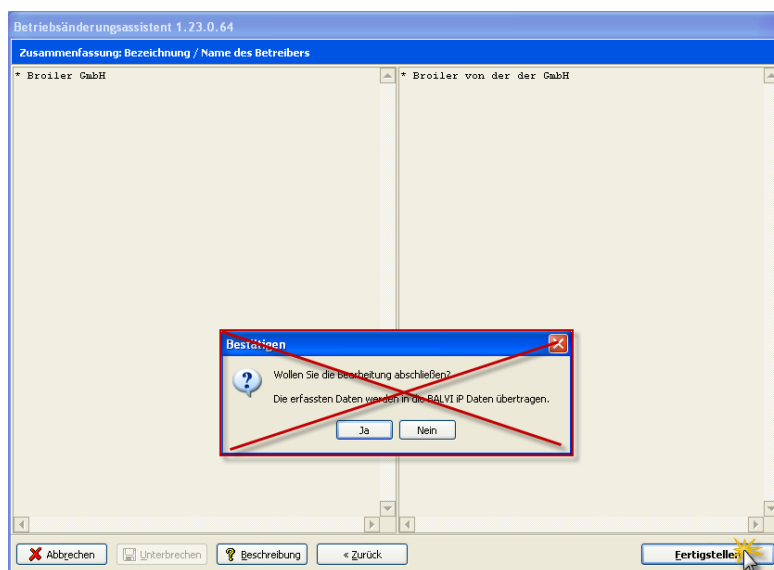 Betriebsänderungsassistent 1.23.0.64
Zusammenfassung: Bezeichnung / Name des Betreibers
* Broiler GmbH
* Broiler von der der GmbH
Bestätigen
Wollen Sie die Bearbeitung abschließen?
Die erfassten Daten werden in die BALVI iP Daten übertragen.
Ja
Nein
Abbrechen
Unterbrechen
Beschreibung
« Zurück
Fertigstellen